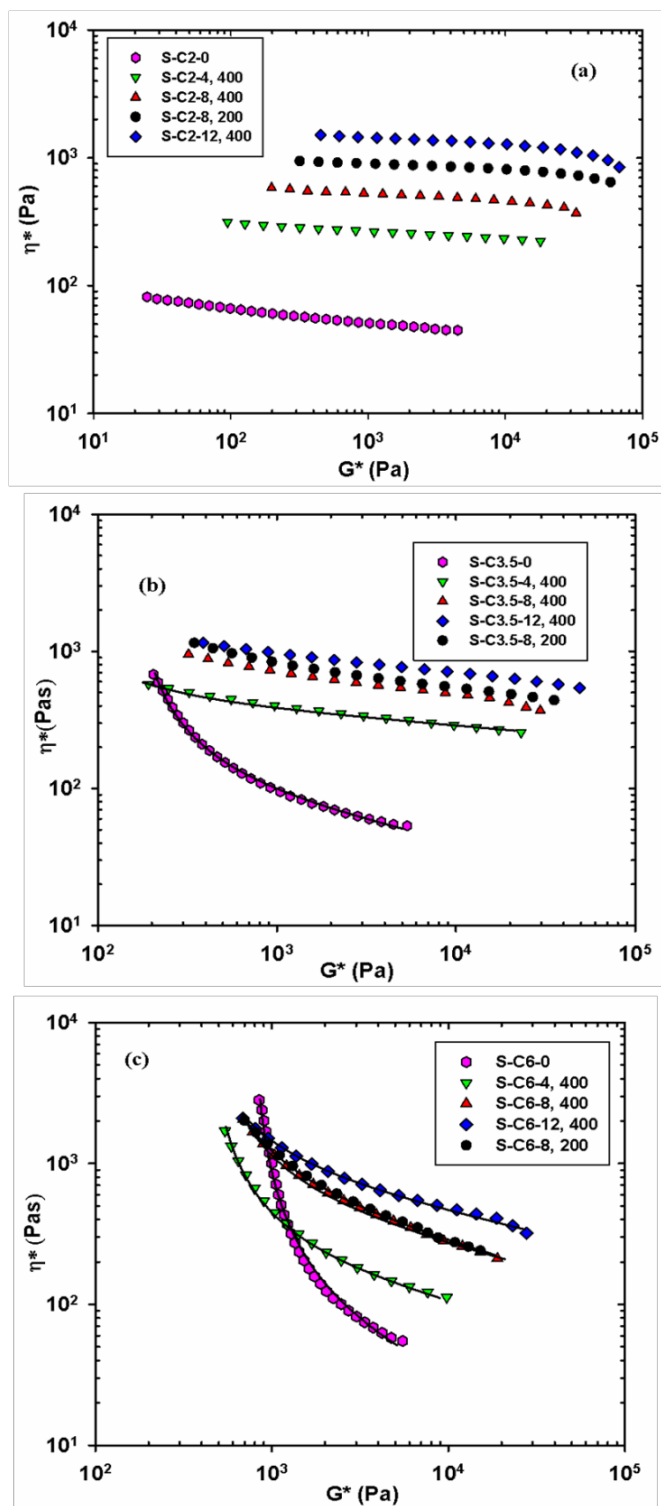 10⁴
S-C2-0
S-C2-4, 400
S-C2-8, 400
S-C2-8, 200
S-C2-12, 400
(a)
10³
η* (Pa)
10²
10¹
10¹ 10² 10³ 10⁴ 10⁵
G* (Pa)
10⁴
(b)
S-C3.5-0
S-C3.5-4, 400
S-C3.5-8, 400
S-C3.5-12, 400
S-C3.5-8, 200
10³
η*(Pas)
10²
10¹
10² 10³ 10⁴ 10⁵
G* (Pa)
10⁴
(c)
S-C6-0
S-C6-4, 400
S-C6-8, 400
S-C6-12, 400
S-C6-8, 200
10³
η*(Pas)
10²
10¹
10² 10³ 10⁴ 10⁵
G* (Pa)